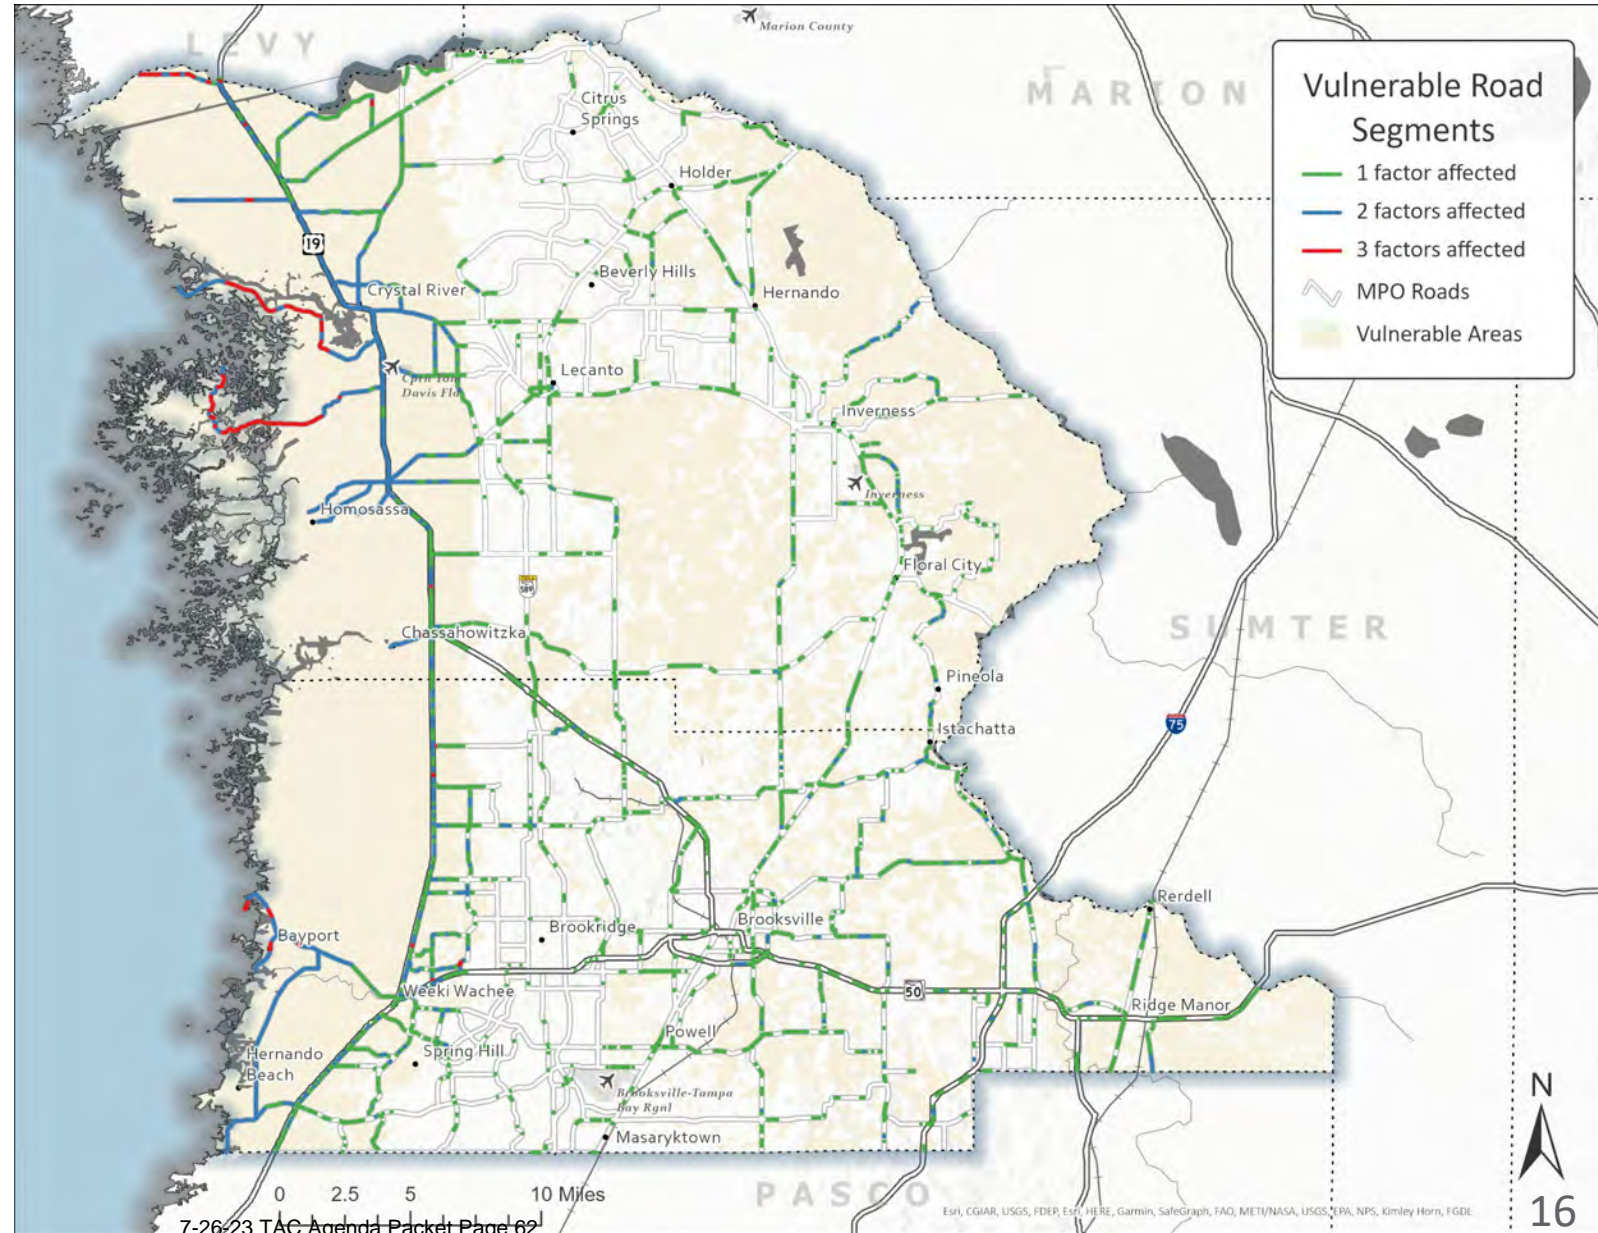 LEVY
Marion County
MARION
Vulnerable Road
Segments
1 factor affected
2 factors affected
3 factors affected
MPO Roads
Vulnerable Areas
Citrus
Springs
Holder
19
Beverly Hills
Crystal River
Hernando
Lecanto
Davis Fld
Inverness
Inverness
Homosassa
Floral City
589
Chassahowitzka
SUMTER
Pineola
Istachatta
75
Rerdell
Brooksville
Brookridge
Bayport
Weeki Wachee
50
Ridge Manor
Powell
Spring Hill
Hernando
Beach
Brooksville-Tampa
Bay Rgnl
Masaryktown
N
0 2.5 5 10 Miles
PASCO
Esri, CGIAR, USGS, FDEP, Esri, HERE, Garmin, SafeGraph, FAO, METI/NASA, USGS, EPA, NPS, Kimley Horn, FGDL
16
7-26-23 TAC Agenda Packet Page 62